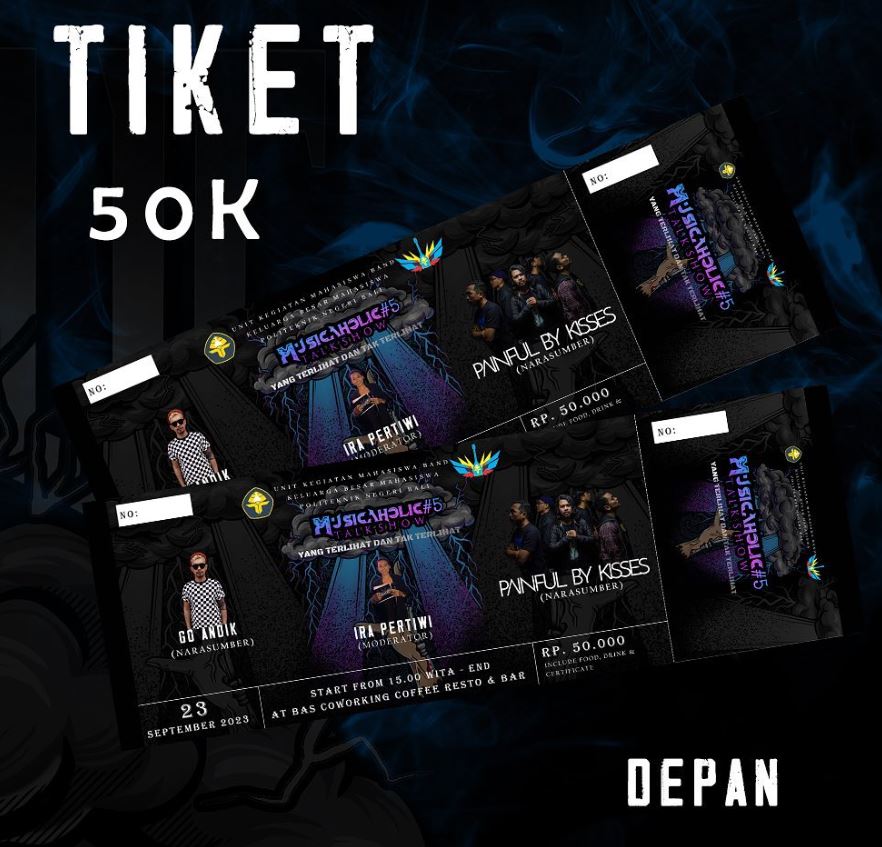 TIKET
50K
NO:
UNIT KEGIATAN MAHASISWA BAND
KELUARGA BESAR MAHASISWA
POLITEKNIK NEGERI BALI
MUSICAHOLIC#5
TALKSHOW
YANG TERLIHAT DAN TAK TERLIHAT
IRA PERTIWI
(MODERATOR)
PAINFUL BY KISSES
(NARASUMBER)
RP. 50.000
NO:
MUSICAHOLIC#5
TALKSHOW
YANG TERLIHAT DAN TAK TERLIHAT
NO:
GO ANDIK
(NARASUMBER)
UNIT KEGIATAN MAHASISWA BAND
KELUARGA BESAR MAHASISWA
POLITEKNIK NEGERI BALI
MUSICAHOLIC#5
TALKSHOW
YANG TERLIHAT DAN TAK TERLIHAT
IRA PERTIWI
(MODERATOR)
PAINFUL BY KISSES
(NARASUMBER)
23
SEPTEMBER 2023
START FROM 15.00 WITA - END
AT BAS COWORKING COFFEE RESTO & BAR
RP. 50.000
INCLUDE FOOD, DRINK &
CERTIFICATE
NO:
MUSICAHOLIC#5
TALKSHOW
YANG TERLIHAT DAN TAK TERLIHAT
DEPAN